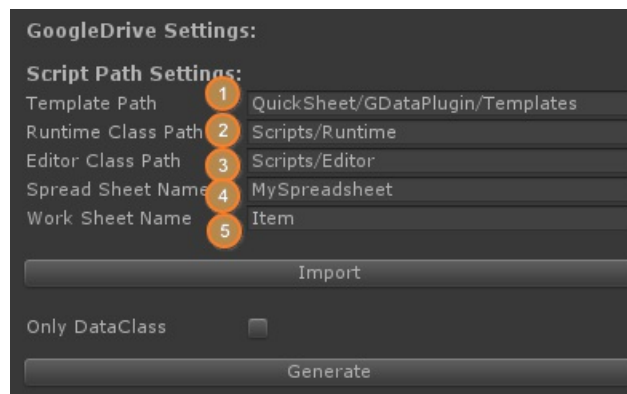 GoogleDrive Settings:
Script Path Settings:
Template Path 1 QuickSheet/GDataPlugin/Templates
Runtime Class Path 2 Scripts/Runtime
Editor Class Path 3 Scripts/Editor
Spread Sheet Name 4 MySpreadsheet
Work Sheet Name 5 Item
Import
Only DataClass
Generate